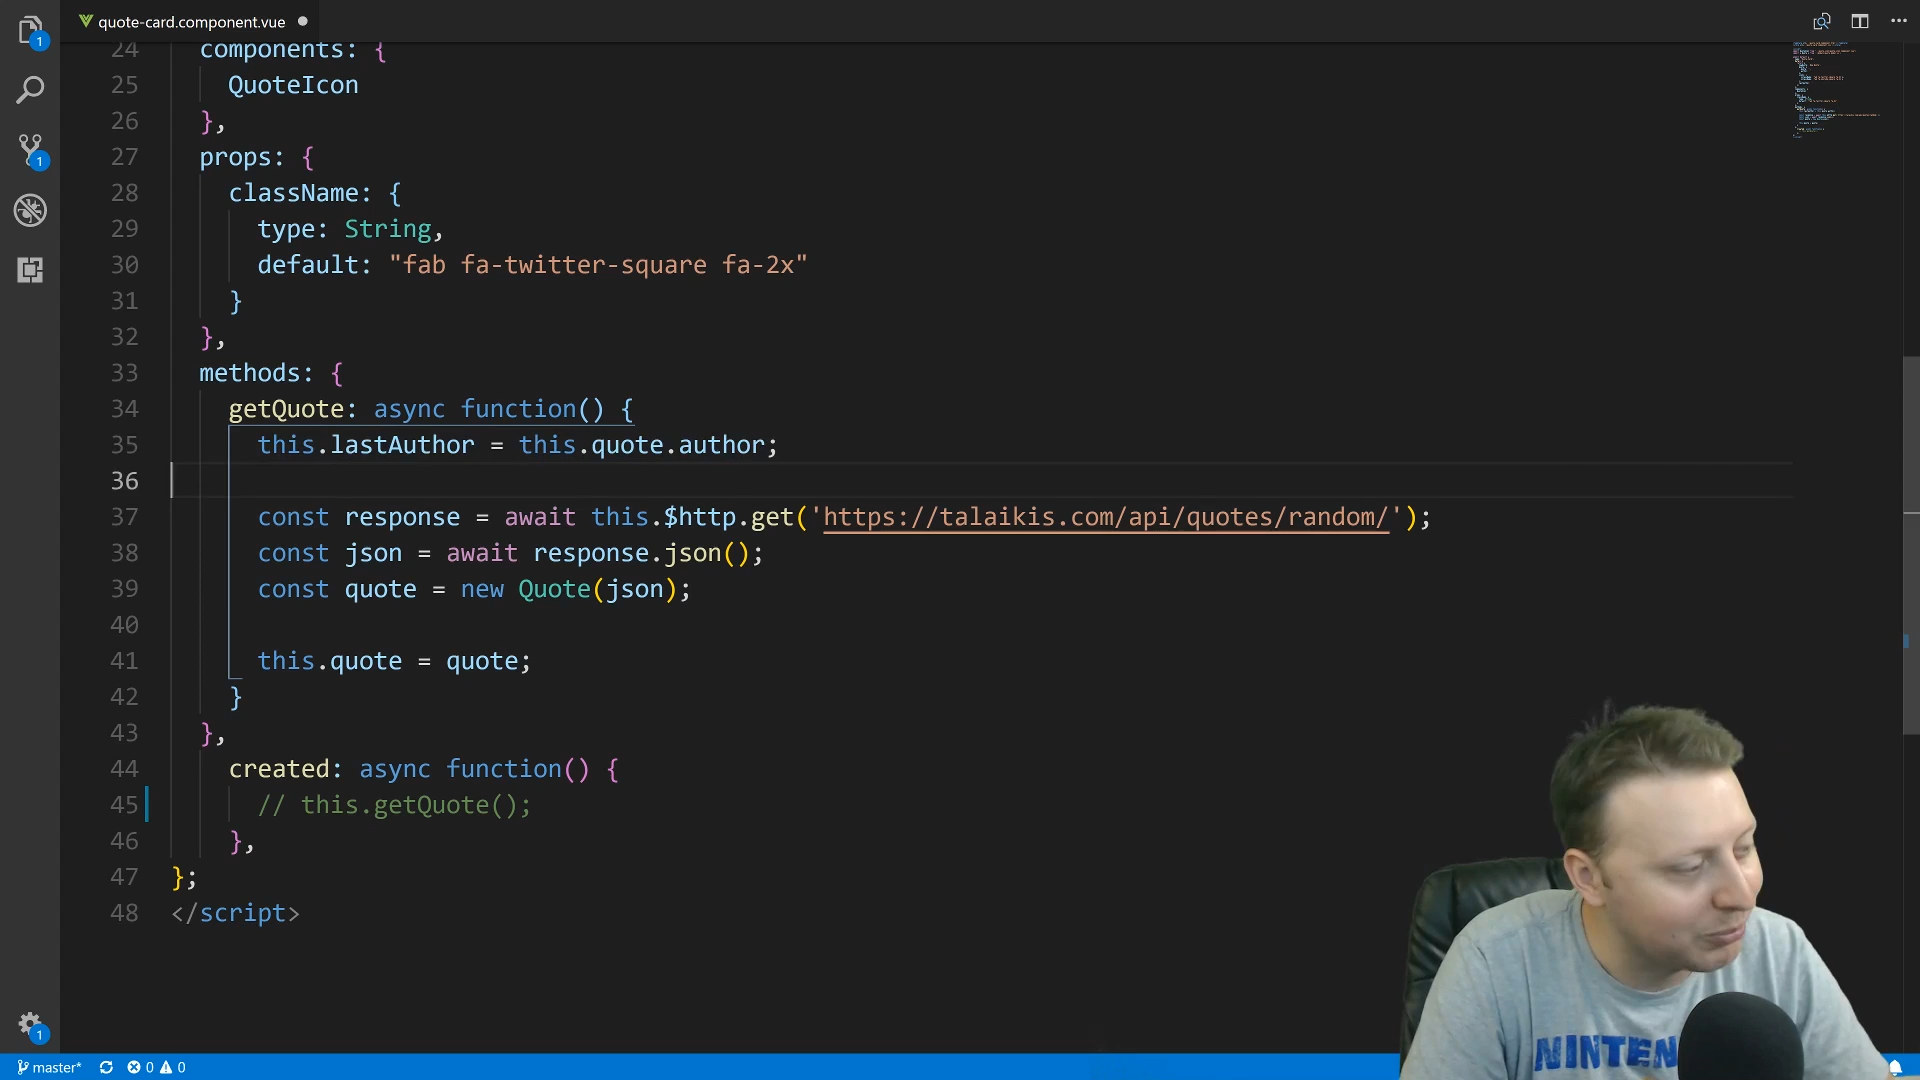 quote-card.component.vue
24 components: {
25 QuoteIcon
26 },
27 props: {
28 className: {
29 type: String,
30 default: "fab fa-twitter-square fa-2x"
31 }
32 },
33 methods: {
34 getQuote: async function() {
35 this.lastAuthor = this.quote.author;
36
37 const response = await this.$http.get('https://talaikis.com/api/quotes/random/');
38 const json = await response.json();
39 const quote = new Quote(json);
40
41 this.quote = quote;
42 }
43 },
44 created: async function() {
45 // this.getQuote();
46 },
47 };
48 </script>
1
1
1
master* 0 0
NINTEN